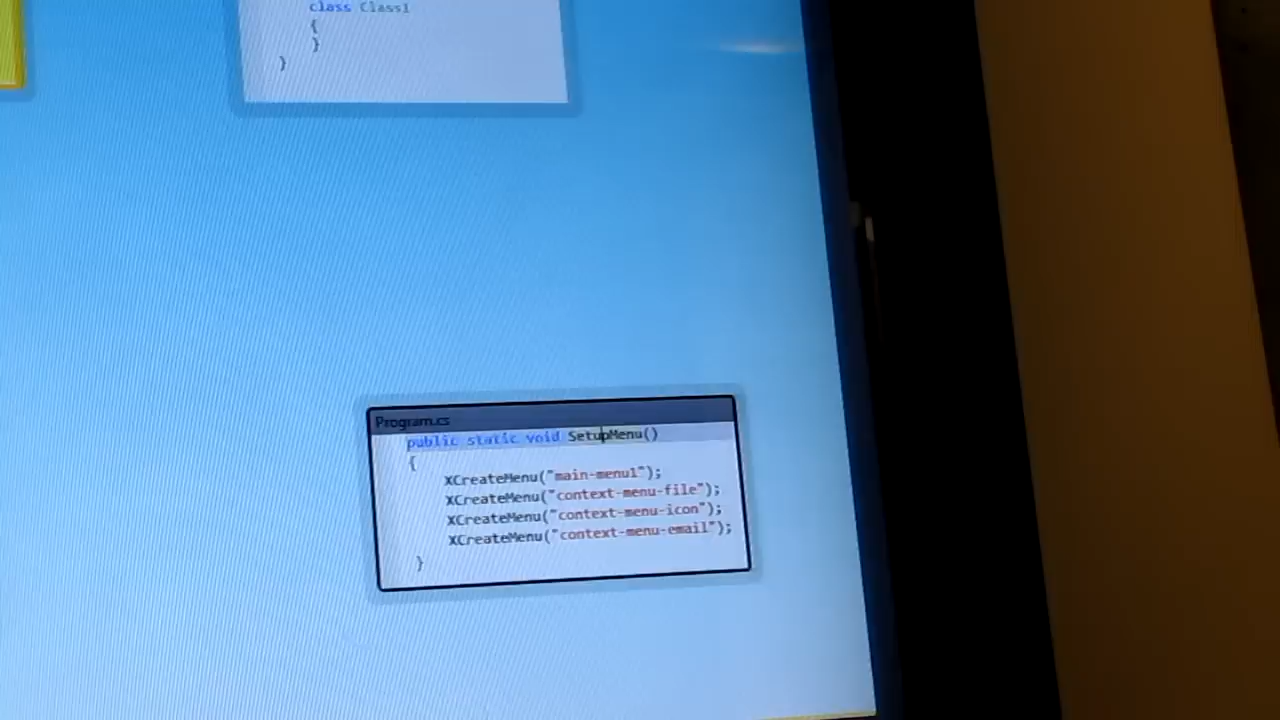 class Class1
{
}
}
Program.cs
public static void SetupMenu()
{
XCreateMenu("main-menu1");
XCreateMenu("context-menu-file");
XCreateMenu("context-menu-icon");
XCreateMenu("context-menu-email");
}